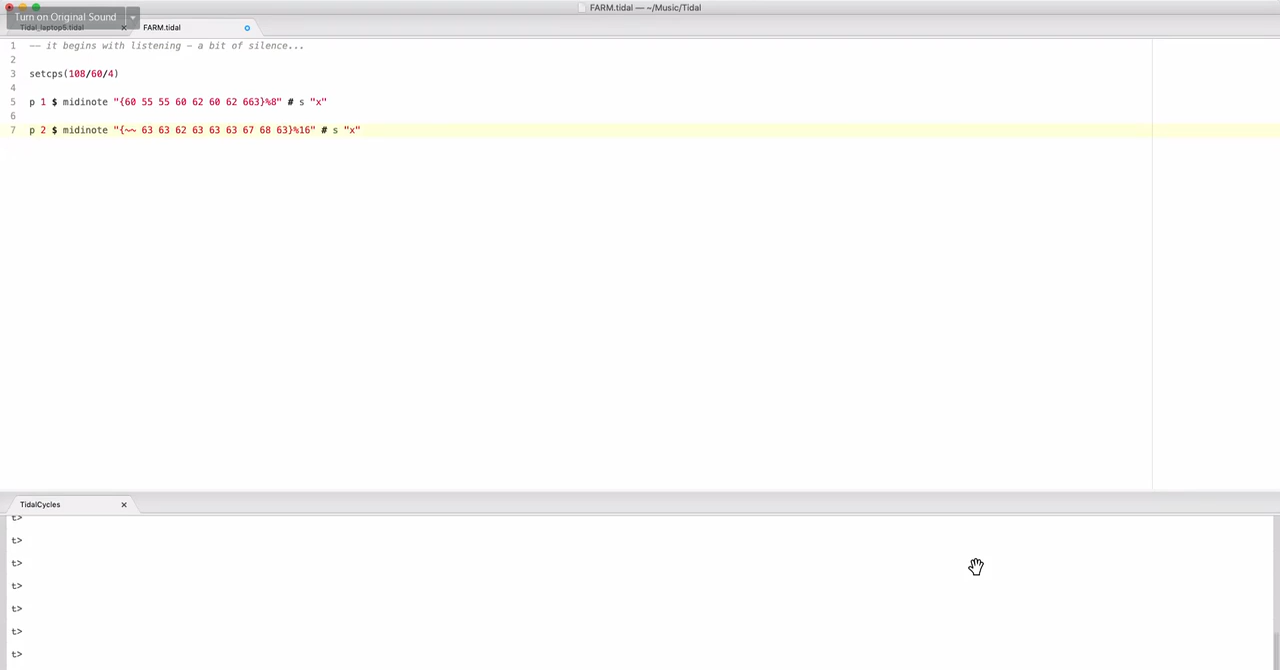 FARM.tidal — ~/Music/Tidal
Turn on Original Sound
Tidal_laptop5.tidal
FARM.tidal
1 -- it begins with listening - a bit of silence...
2
3 setcps(108/60/4)
4
5 p 1 $ midinote "{60 55 55 60 62 60 62 663}%8" # s "x"
6
7 p 2 $ midinote "{~~ 63 63 62 63 63 63 67 68 63}%16" # s "x"
TidalCycles
t>
t>
t>
t>
t>
t>
t>